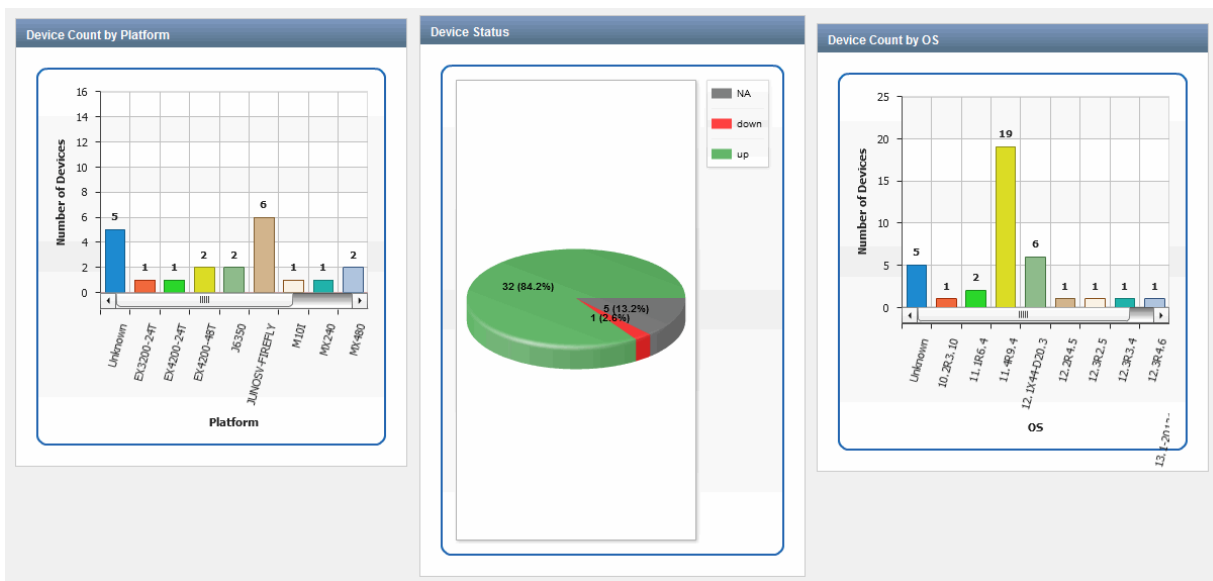 Device Count by Platform
Number of Devices
16
14
12
10
8
6
4
2
0
5
1
1
2
2
6
1
1
2
Unknown
EX3200-24T
EX4200-24T
EX4200-48T
J6350
JUNOSV-FIREFLY
M10I
MX240
MX480
Platform
Device Status
NA
down
up
32 (84.2%)
5 (13.2%)
1 (2.6%)
Device Count by OS
Number of Devices
25
20
15
10
5
0
5
1
2
19
6
1
1
1
1
Unknown
10.2R3.10
11.1R6.4
11.4R9.4
12.1X44-D20.3
12.2R4.5
12.3R2.5
12.3R3.4
12.3R4.6
OS